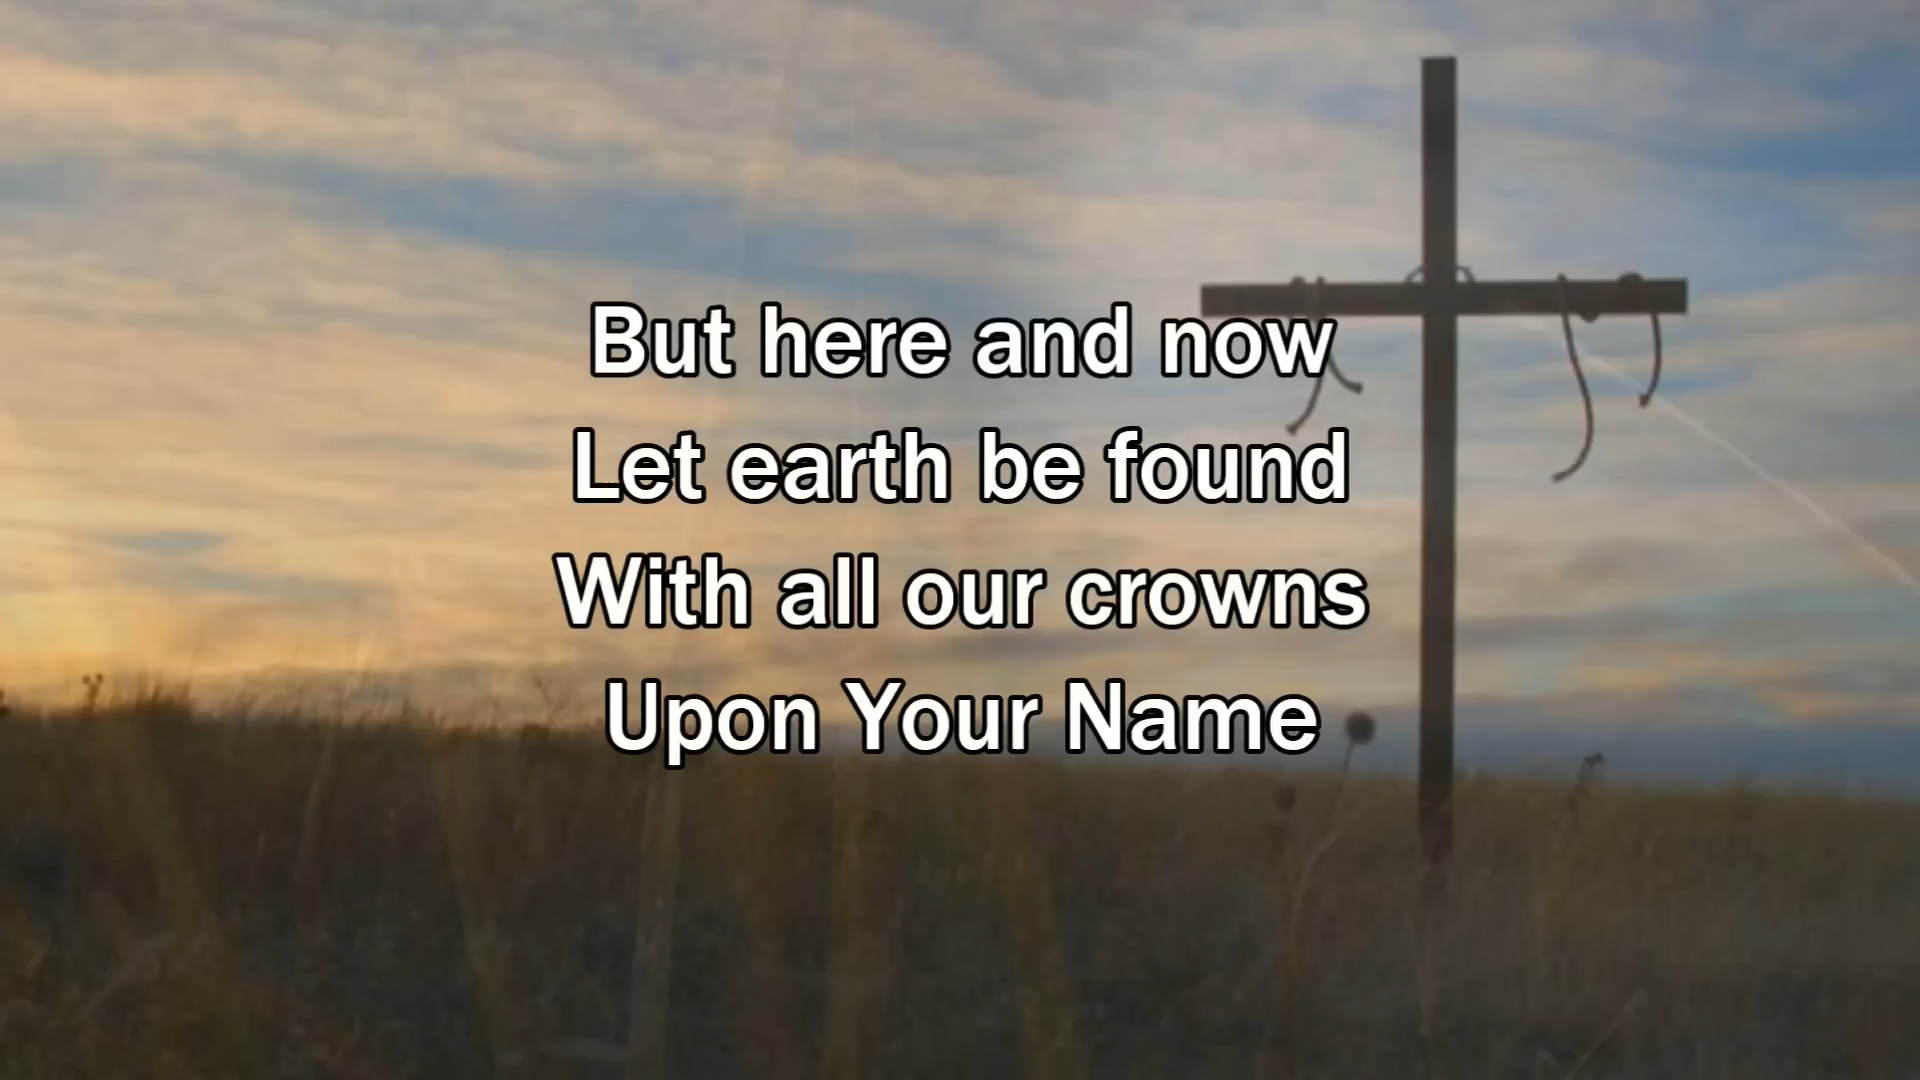 But here and now
Let earth be found
With all our crowns
Upon Your Name